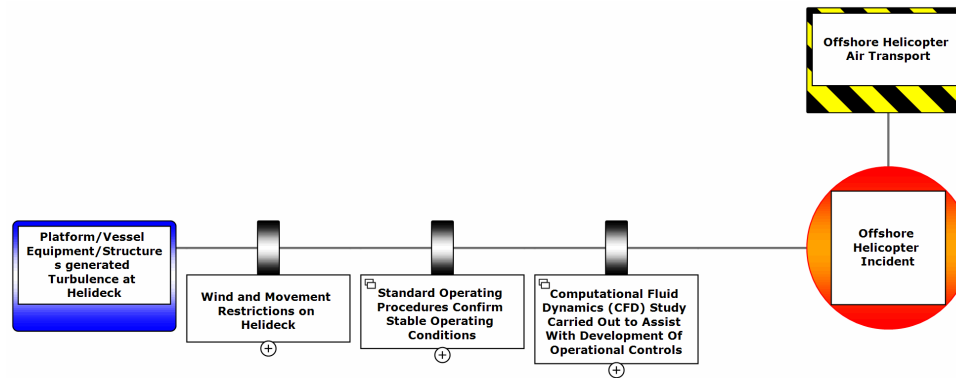 Offshore Helicopter
Air Transport
Platform/Vessel
Equipment/Structure
s generated
Turbulence at
Helideck
Wind and Movement
Restrictions on
Helideck
Standard Operating
Procedures Confirm
Stable Operating
Conditions
Computational Fluid
Dynamics (CFD) Study
Carried Out to Assist
With Development Of
Operational Controls
Offshore
Helicopter
Incident